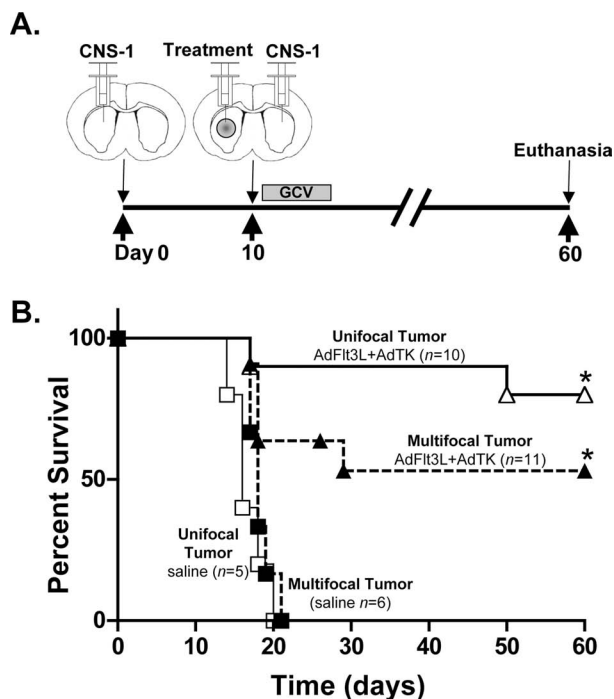 A.
CNS-1 Treatment CNS-1
Euthanasia
GCV
Day 0 10 60
B.
Percent Survival
100
50
0
Unifocal Tumor
AdFlt3L+AdTK (n=10)
*
Multifocal Tumor
AdFlt3L+AdTK (n=11)
*
Unifocal
Tumor
saline (n=5)
Multifocal Tumor
(saline n=6)
0 10 20 30 40 50 60
Time (days)